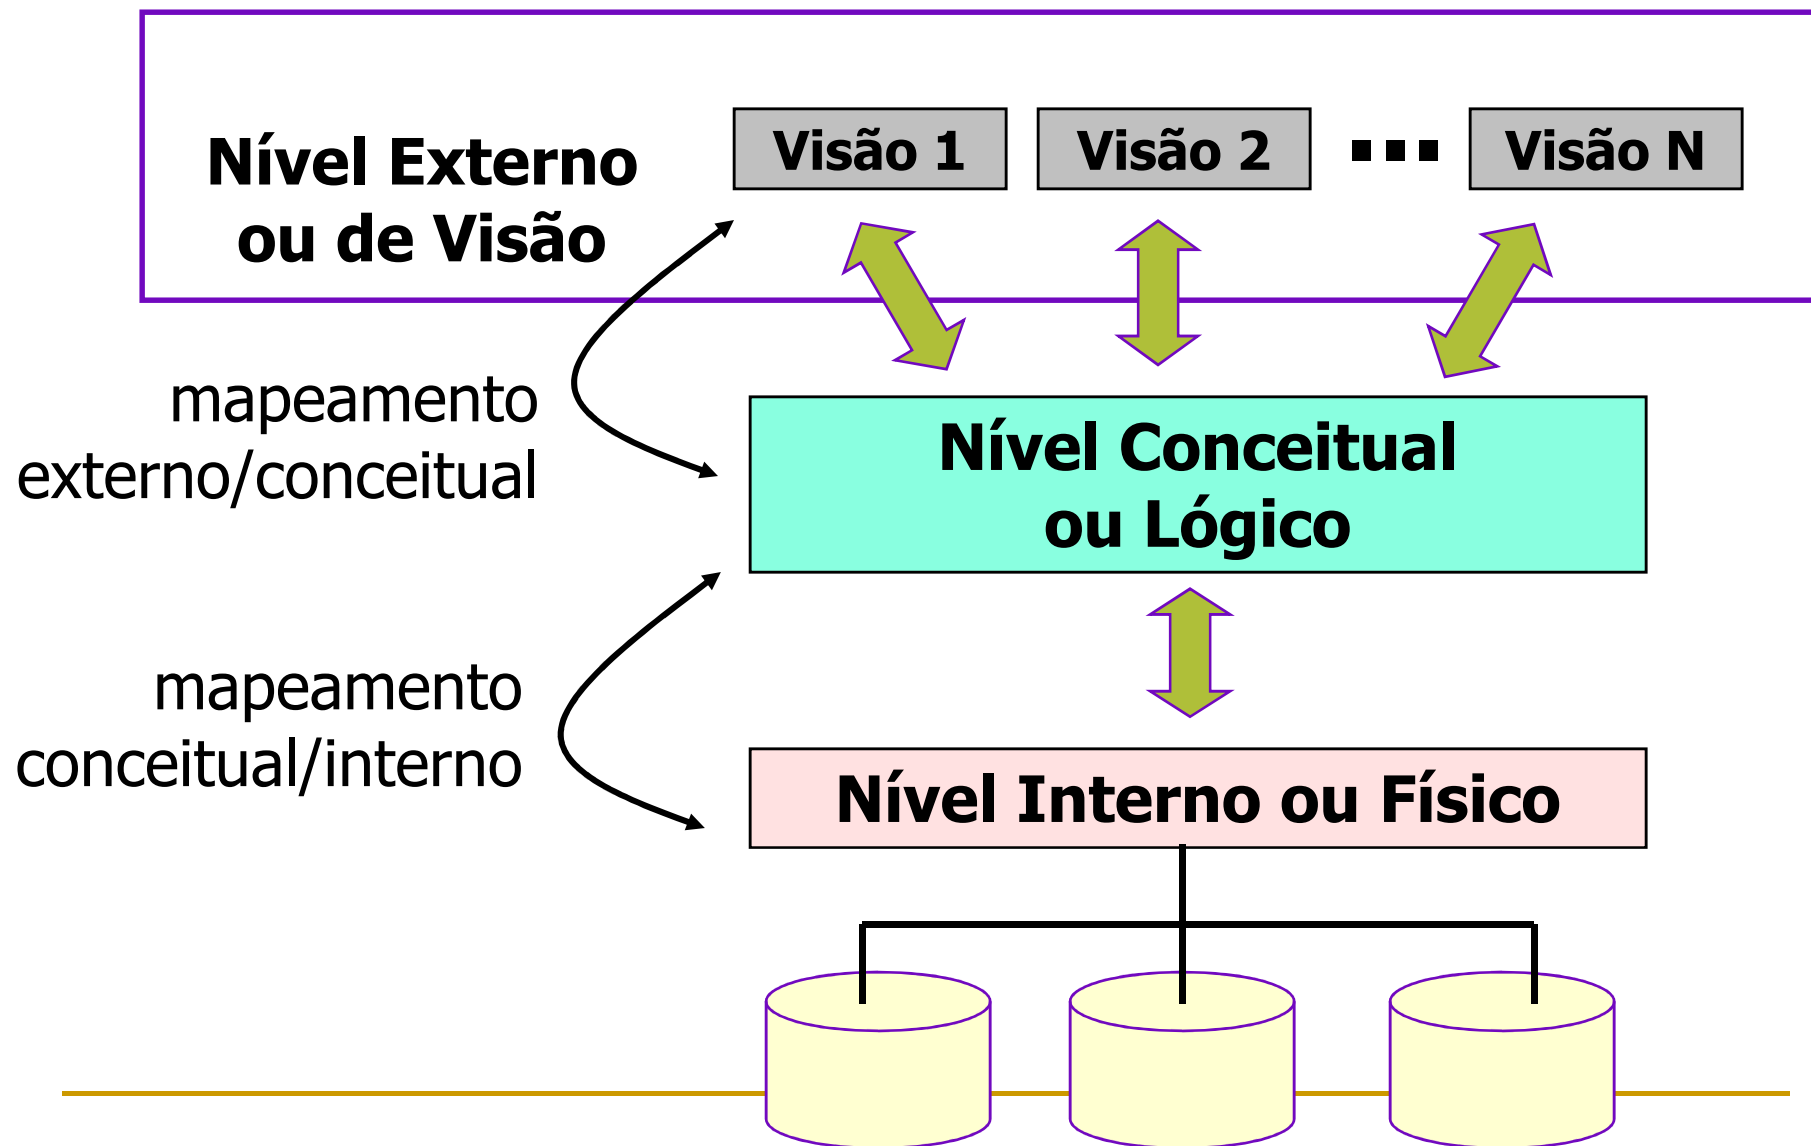 Nível Externo
ou de Visão
Visão 1
Visão 2
Visão N
mapeamento
externo/conceitual
Nível Conceitual
ou Lógico
mapeamento
conceitual/interno
Nível Interno ou Físico